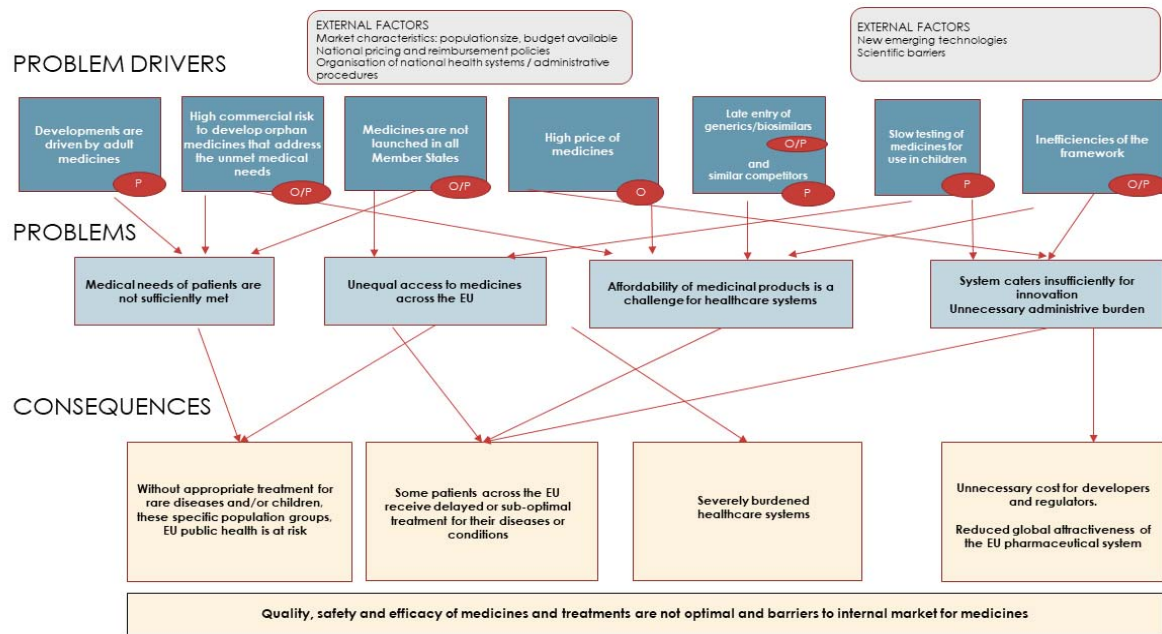 EXTERNAL FACTORS
Market characteristics: population size, budget available
National pricing and reimbursement policies
Organisation of national health systems / administrative
procedures
EXTERNAL FACTORS
New emerging technologies
Scientific barriers
PROBLEM DRIVERS
Developments are
driven by adult
medicines
P
High commercial risk
to develop orphan
medicines that address
the unmet medical
needs
O/P
Medicines are not
launched in all
Member States
O/P
High price of
medicines
O
Late entry of
generics/biosimilars
O/P
and
similar competitors
P
Slow testing of
medicines for
use in children
P
Inefficiencies of the
framework
O/P
PROBLEMS
Medical needs of patients are
not sufficiently met
Unequal access to medicines
across the EU
Affordability of medicinal products is a
challenge for healthcare systems
System caters insufficiently for
innovation
Unnecessary administrive burden
CONSEQUENCES
Without appropriate treatment for
rare diseases and/or children,
these specific population groups,
EU public health is at risk
Some patients across the EU
receive delayed or sub-optimal
treatment for their diseases or
conditions
Severely burdened
healthcare systems
Unnecessary cost for developers
and regulators.
Reduced global attractiveness of
the EU pharmaceutical system
Quality, safety and efficacy of medicines and treatments are not optimal and barriers to internal market for medicines